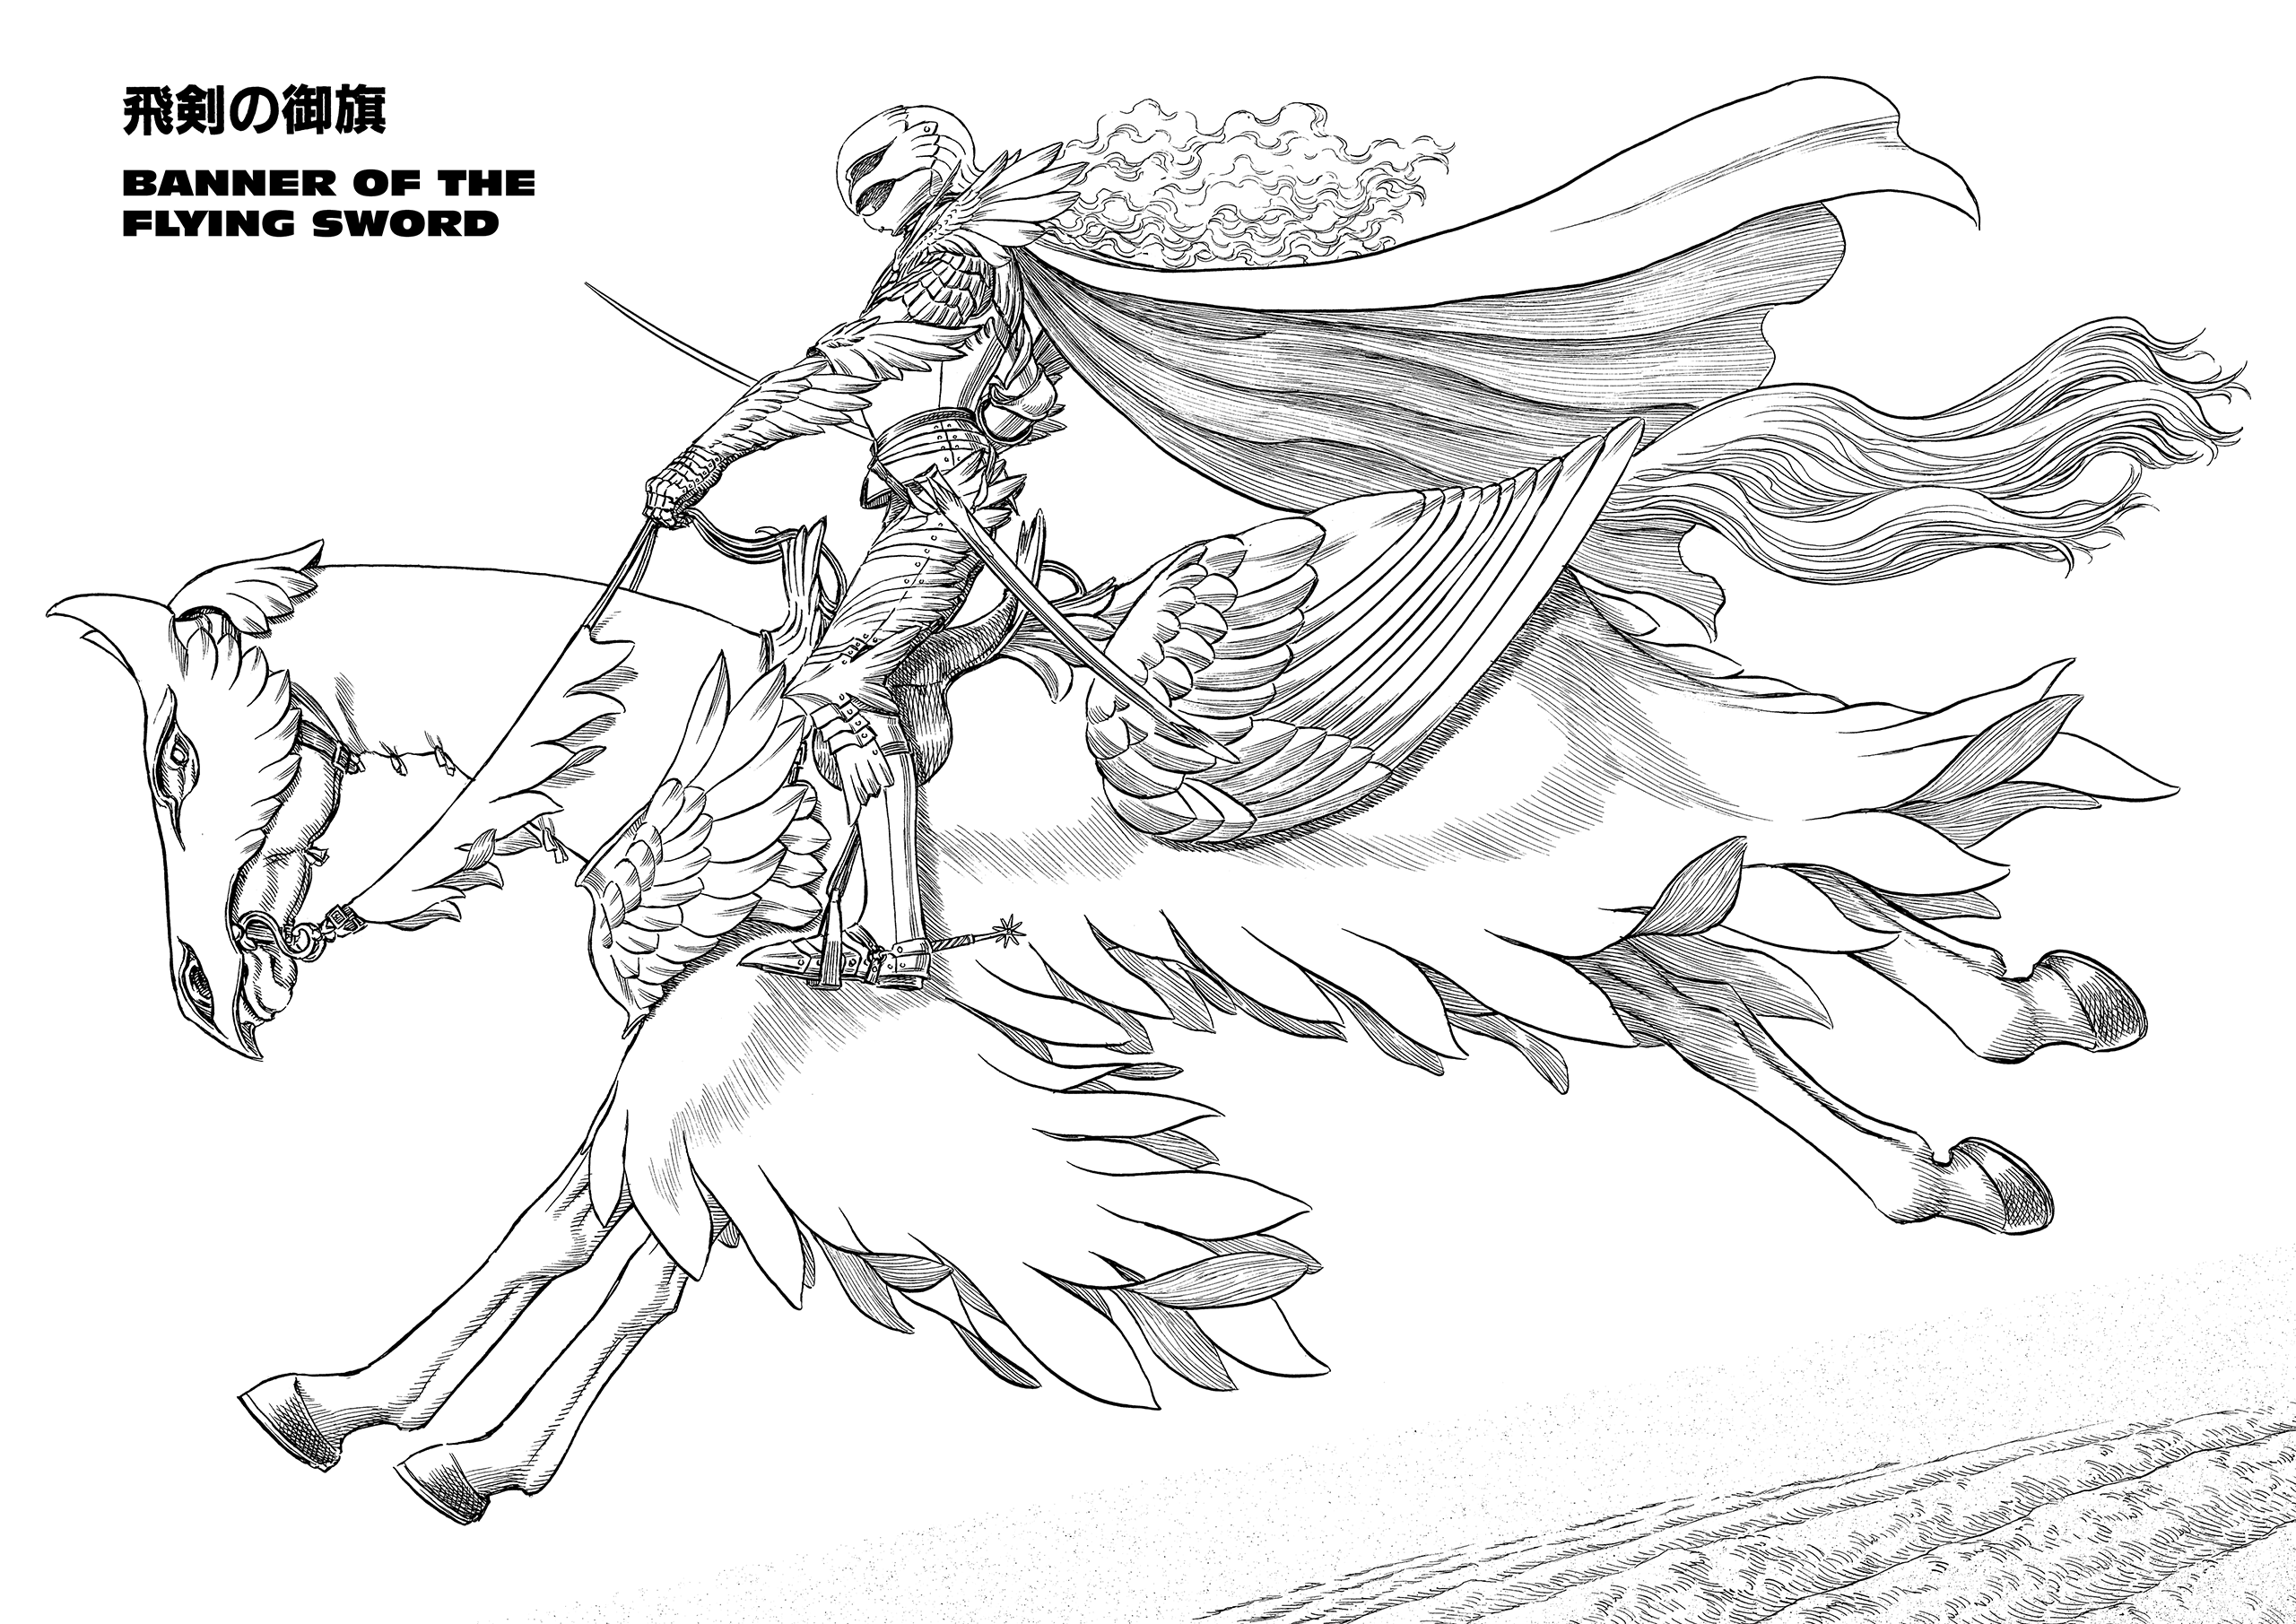 飛剣の御旗
BANNER OF THE
FLYING SWORD